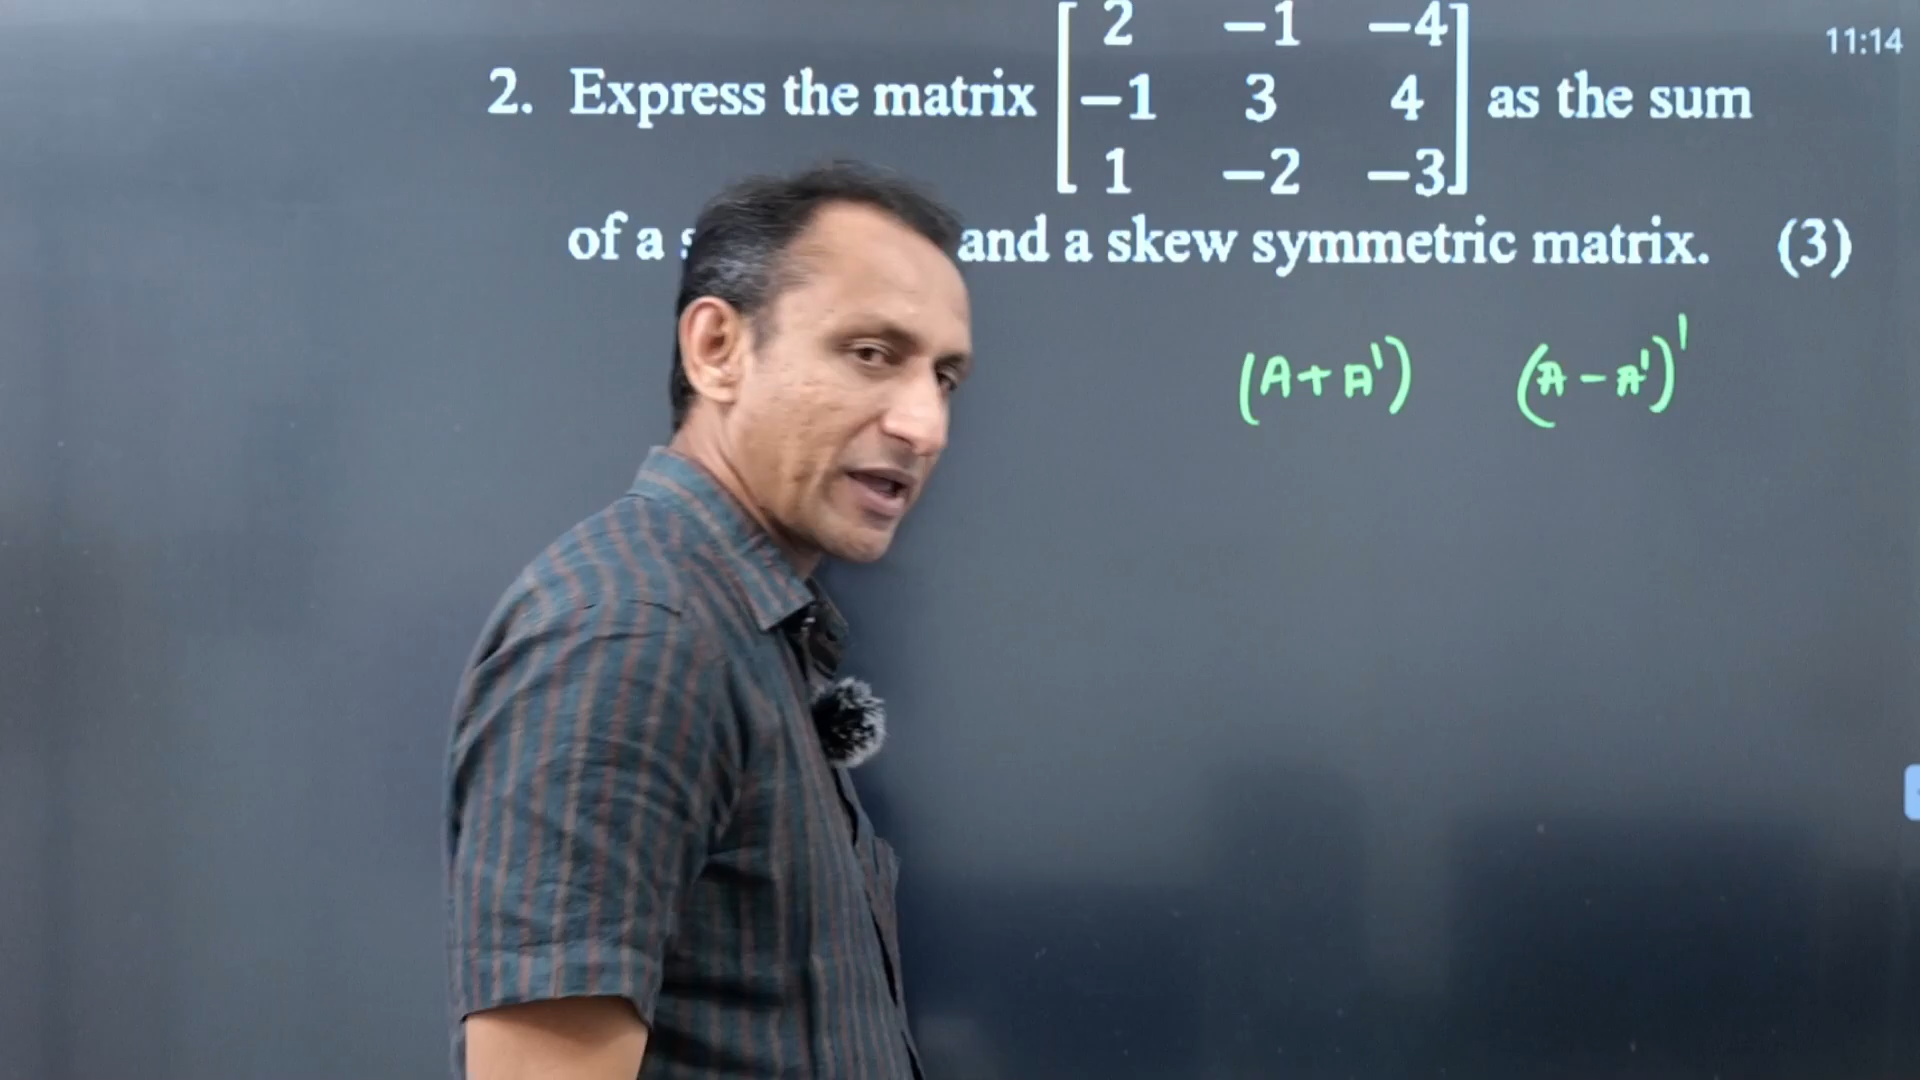 11:14
2. Express the matrix [2 −1 −4
−1 3 4
1 −2 −3] as the sum
of a and a skew symmetric matrix. (3)
(A + A') (A − A')'